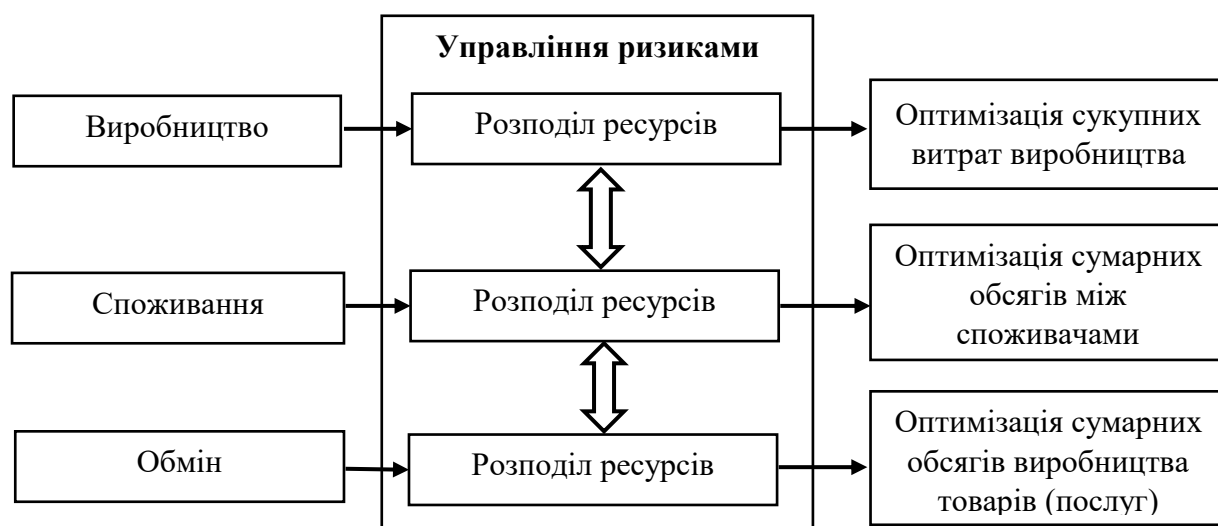 Управління ризиками
Виробництво
Розподіл ресурсів
Оптимізація сукупних
витрат виробництва
Споживання
Розподіл ресурсів
Оптимізація сумарних
обсягів між
споживачами
Обмін
Розподіл ресурсів
Оптимізація сумарних
обсягів виробництва
товарів (послуг)